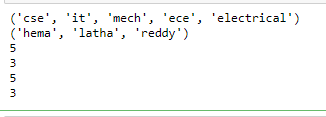 ('cse', 'it', 'mech', 'ece', 'electrical')
('hema', 'latha', 'reddy')
5
3
5
3